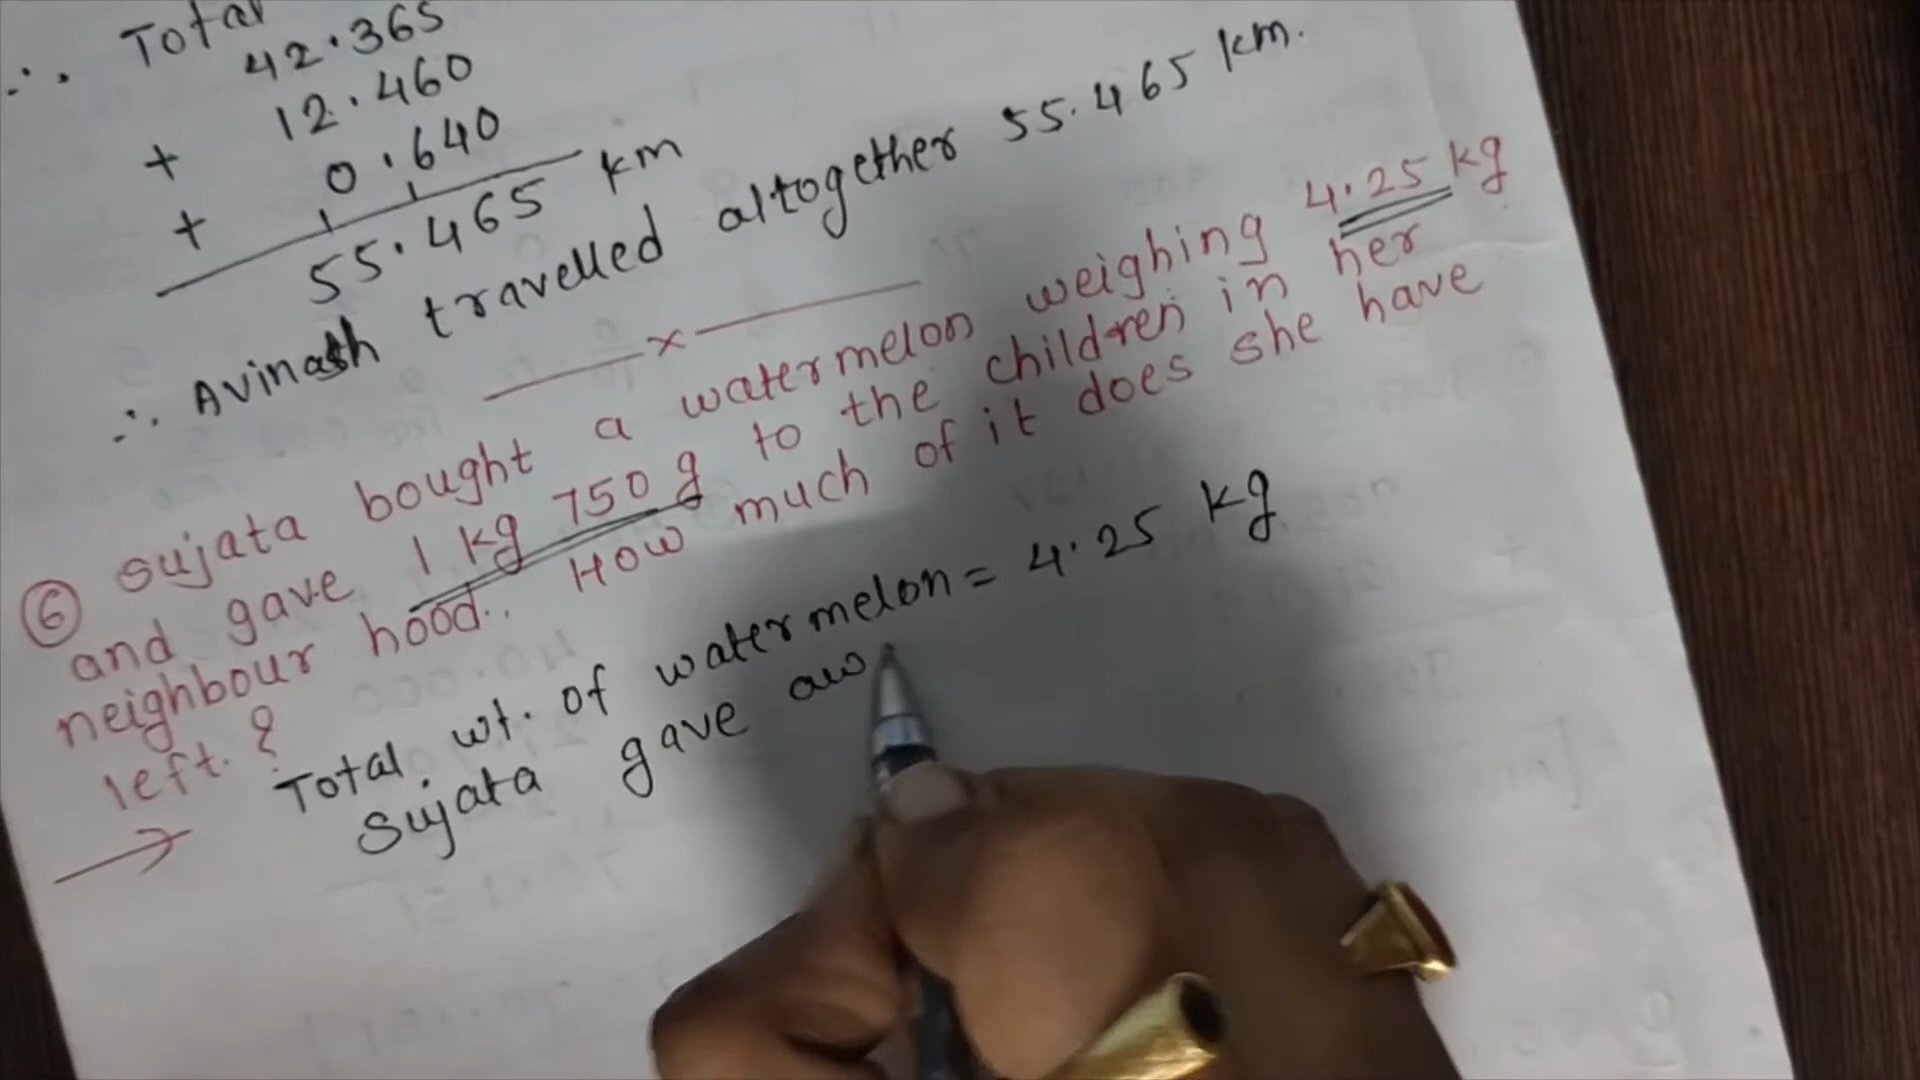 ∴ Total
42.365
+ 12.460
+ 0.640
1 1
55.465 km
∴ Avinash travelled altogether 55.465 km.
x
⑥ sujata bought a watermelon weighing 4.25 kg
and gave 1 kg 750 g to the children in her
neighbour hood. How much of it does she have
left. ?
→ Total. wt. of watermelon = 4.25 kg
Sujata gave aw